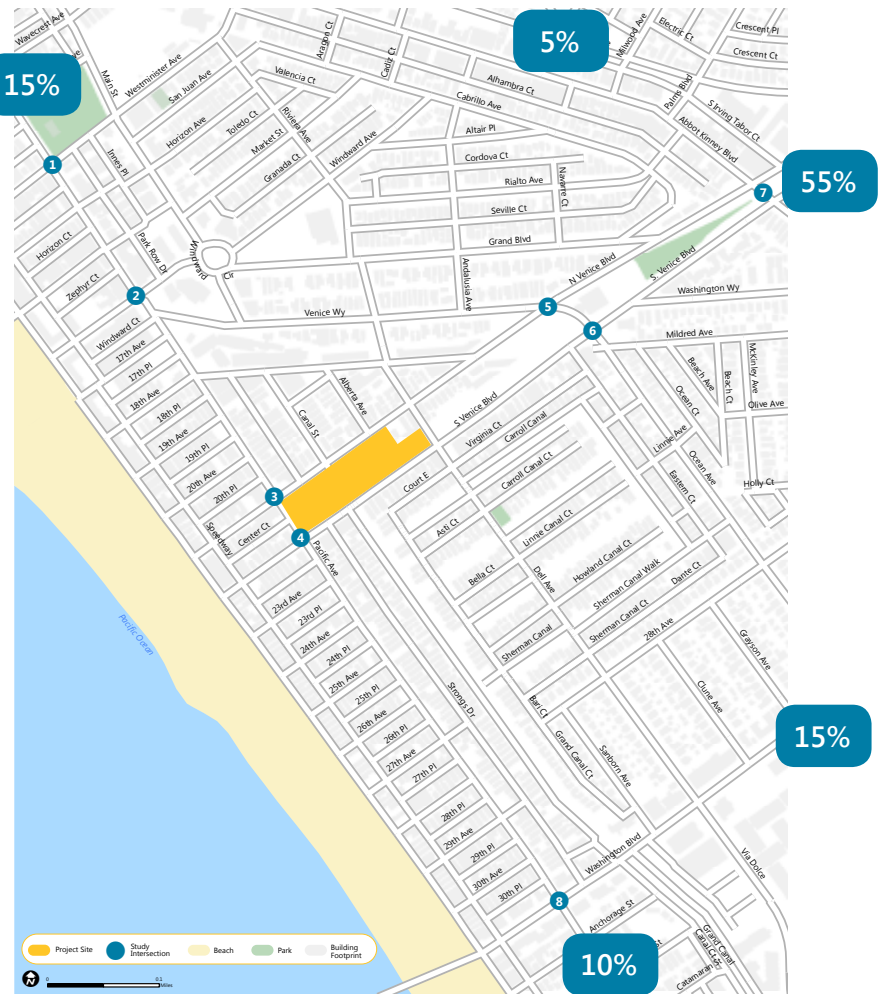 Wavecrest Ave
Main St
Westminister Ave
San Juan Ave
Aragon Ct
Cadiz Ct
Valencia Ct
5%
Milwood Ave
Electric Ct
Crescent Pl
Crescent Ct
15%
Alhambra Ct
Cabrillo Ave
Palms Blvd
S Irving Tabor Ct
Abbot Kinney Blvd
Horizon Ave
Toledo Ct
Market St
Riviera Ave
Granada Ct
Windward Ave
Altair Pl
Cordova Ct
Rialto Ave
Navarre Ct
Seville Ct
Grand Blvd
1
Innes Pl
7
55%
Horizon Ct
Park Row Dr
Windward
Cir
Zephyr Ct
2
Andalusia Ave
N Venice Blvd
S. Venice Blvd
Washington Wy
Windward Ct
Venice Wy
5
6
Mildred Ave
17th Ave
17th Pl
18th Ave
18th Pl
19th Ave
19th Pl
20th Ave
20th Pl
Alberta Ave
Canal St
S Venice Blvd
Virginia Ct
Carroll Canal
Carroll Canal Ct
Beach Ave
Beach Ct
McKinley Ave
Ocean Ct
Olive Ave
Linnie Ave
Ocean Ave
Eastern Ct
Holly Ct
3
Court E
Speedway
Center Ct
4
Pacific Ave
Asti Ct
Linnie Canal Ct
Bella Ct
Dell Ave
Howland Canal Ct
Sherman Canal Walk
Dante Ct
Sherman Canal Ct
Sherman Canal
28th Ave
Grayson Ave
Clune Ave
Pacific Ocean
23rd Ave
23rd Pl
24th Ave
24th Pl
25th Ave
25th Pl
26th Ave
26th Pl
27th Ave
27th Pl
28th Pl
29th Ave
29th Pl
30th Ave
30th Pl
Strongs Dr
Bari Ct
Grand Canal Ct
Sanborn Ave
15%
Washington Blvd
Via Dolce
8
Anchorage St
10%
Grand Canal
Canal Ct
Catamaran
Project Site
Study
Intersection
Beach
Park
Building
Footprint
N
0
0.1
Miles